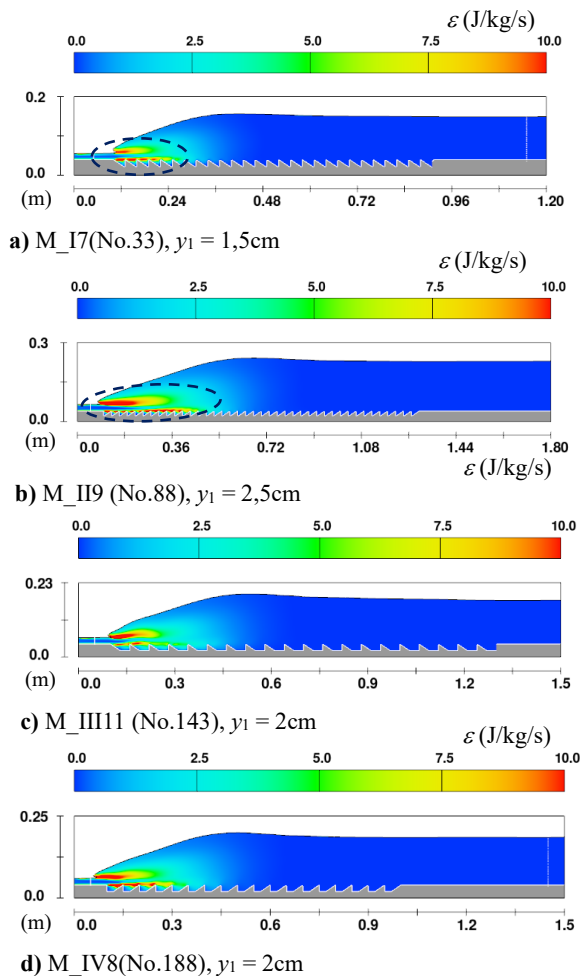 ε (J/kg/s)
0.0 2.5 5.0 7.5 10.0
0.2
0.0
(m) 0.0 0.24 0.48 0.72 0.96 1.20
a) M_I7(No.33), y1 = 1,5cm
ε (J/kg/s)
0.0 2.5 5.0 7.5 10.0
0.3
0.0
(m) 0.0 0.36 0.72 1.08 1.44 1.80
ε (J/kg/s)
b) M_II9 (No.88), y1 = 2,5cm
0.0 2.5 5.0 7.5 10.0
0.23
0.0
(m) 0.0 0.3 0.6 0.9 1.2 1.5
c) M_III11 (No.143), y1 = 2cm
ε (J/kg/s)
0.0 2.5 5.0 7.5 10.0
0.25
0.0
(m) 0.0 0.3 0.6 0.9 1.2 1.5
d) M_IV8(No.188), y1 = 2cm